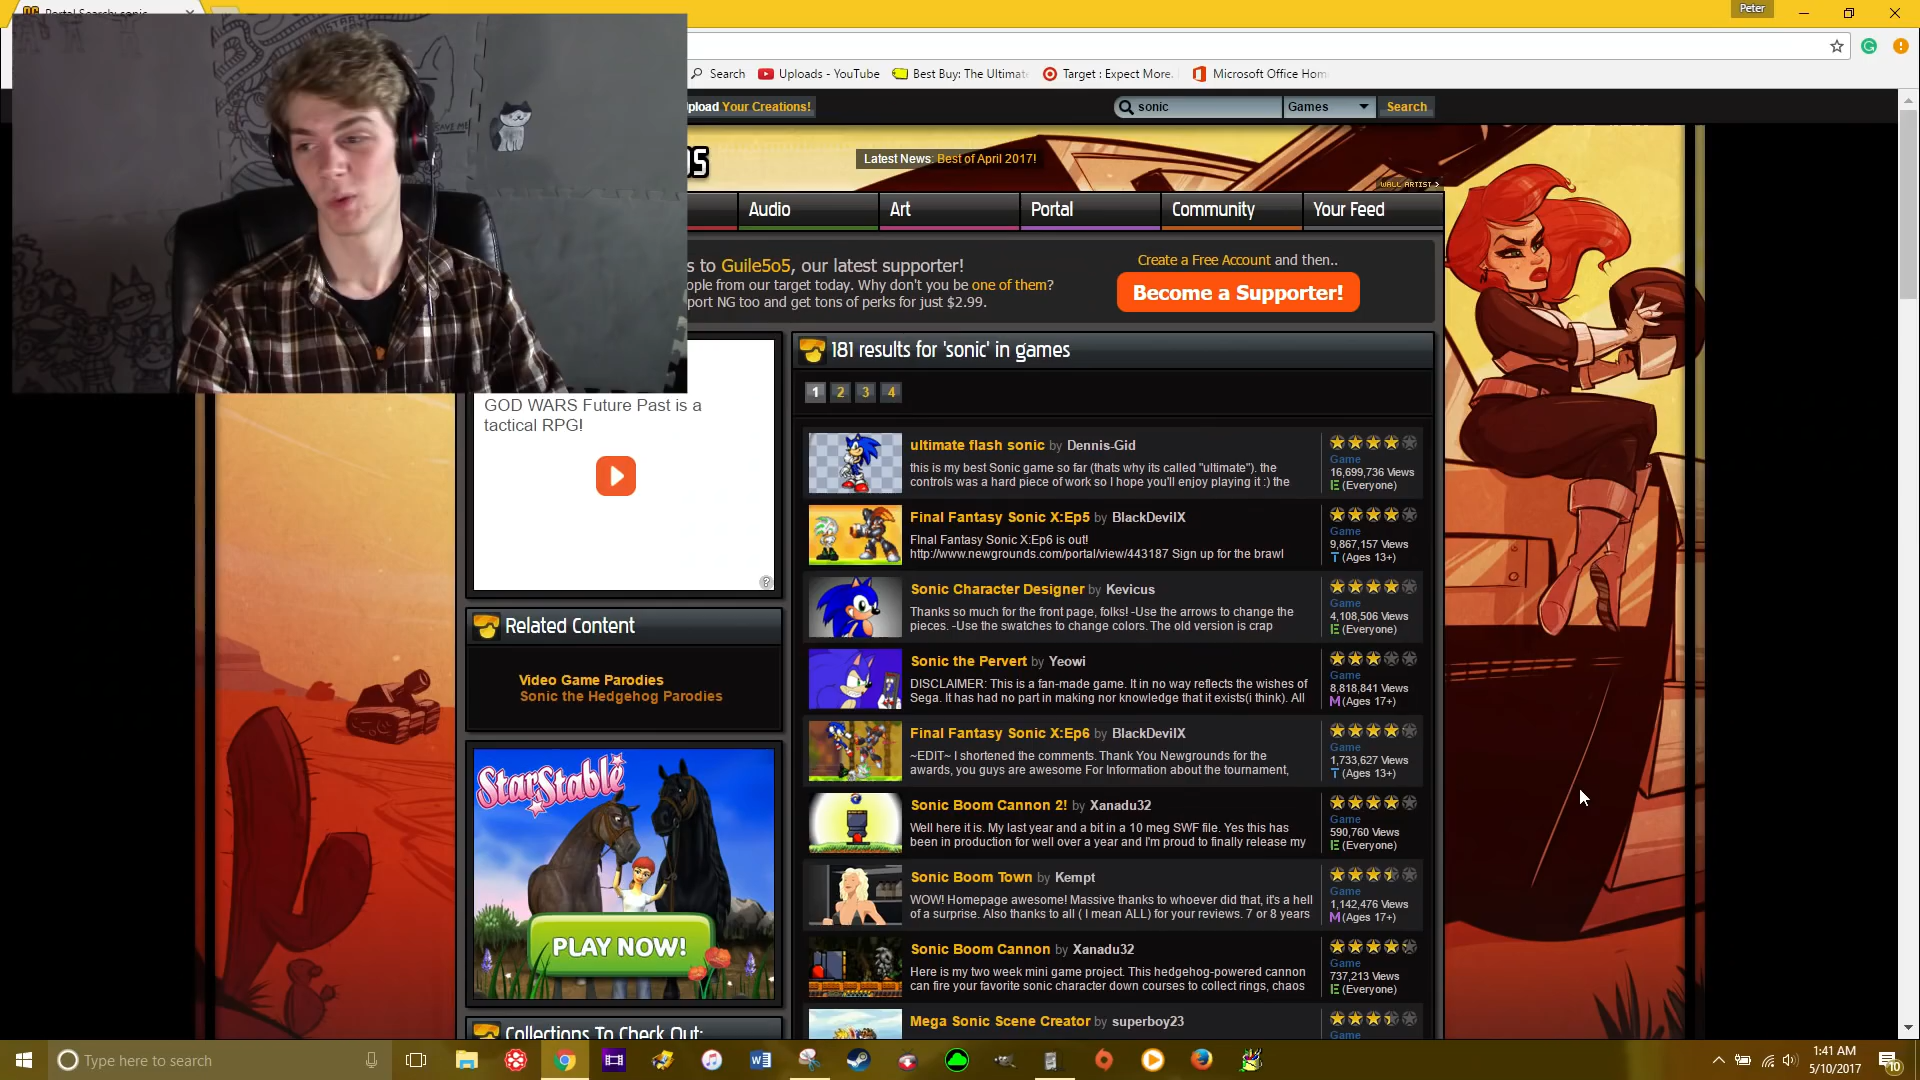 Portal Search: sonic
Peter
Search
Uploads - YouTube
Best Buy: The Ultima
Target : Expect More.
Microsoft Office Hom
pload Your Creations!
sonic
Games
Search
Latest News: Best of April 2017!
WALL ARTIST >
Audio
Art
Portal
Community
Your Feed
s to Guile5o5, our latest supporter!
ople from our target today. Why don't you be one of them?
port NG too and get tons of perks for just $2.99.
Create a Free Account and then..
Become a Supporter!
GOD WARS Future Past is a
tactical RPG!
Related Content
Video Game Parodies
Sonic the Hedgehog Parodies
StarStable
PLAY NOW!
Collections To Check Out:
181 results for 'sonic' in games
1 2 3 4
ultimate flash sonic by Dennis-Gid
this is my best Sonic game so far (thats why its called "ultimate"). the
controls was a hard piece of work so I hope you'll enjoy playing it :) the
Game
16,699,736 Views
E (Everyone)
Final Fantasy Sonic X:Ep5 by BlackDevilX
FInal Fantasy Sonic X:Ep6 is out!
http://www.newgrounds.com/portal/view/443187 Sign up for the brawl
Game
9,867,157 Views
T (Ages 13+)
Sonic Character Designer by Kevicus
Thanks so much for the front page, folks! -Use the arrows to change the
pieces. -Use the swatches to change colors. The old version is crap
Game
4,108,506 Views
E (Everyone)
Sonic the Pervert by Yeowi
DISCLAIMER: This is a fan-made game. It in no way reflects the wishes of
Sega. It has had no part in making nor knowledge that it exists(i think). All
Game
8,818,841 Views
M (Ages 17+)
Final Fantasy Sonic X:Ep6 by BlackDevilX
~EDIT~ I shortened the comments. Thank You Newgrounds for the
awards, you guys are awesome For Information about the tournament,
Game
1,733,627 Views
T (Ages 13+)
Sonic Boom Cannon 2! by Xanadu32
Well here it is. My last year and a bit in a 10 meg SWF file. Yes this has
been in production for well over a year and I'm proud to finally release my
Game
590,760 Views
E (Everyone)
Sonic Boom Town by Kempt
WOW! Homepage awesome! Massive thanks to whoever did that, it's a hell
of a surprise. Also thanks to all ( I mean ALL) for your reviews. 7 or 8 years
Game
1,142,476 Views
M (Ages 17+)
Sonic Boom Cannon by Xanadu32
Here is my two week mini game project. This hedgehog-powered cannon
can fire your favorite sonic character down courses to collect rings, chaos
Game
737,213 Views
E (Everyone)
Mega Sonic Scene Creator by superboy23
Game
Type here to search
1:41 AM
5/10/2017
10